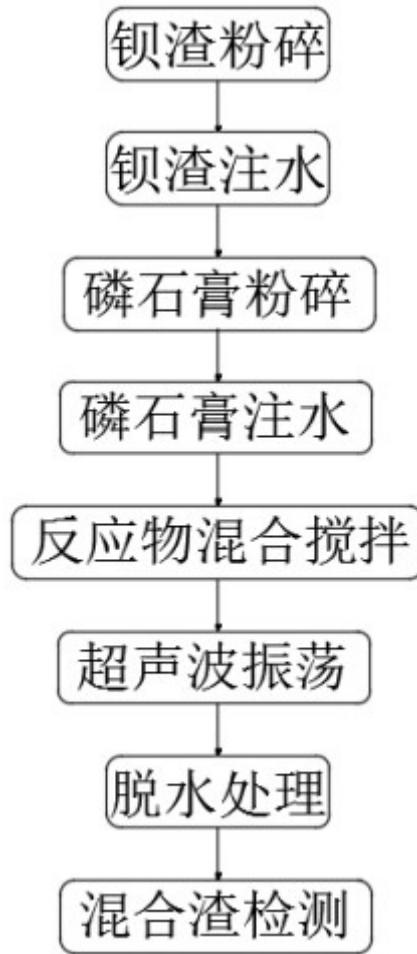 钡渣粉碎
钡渣注水
磷石膏粉碎
磷石膏注水
反应物混合搅拌
超声波振荡
脱水处理
混合渣检测